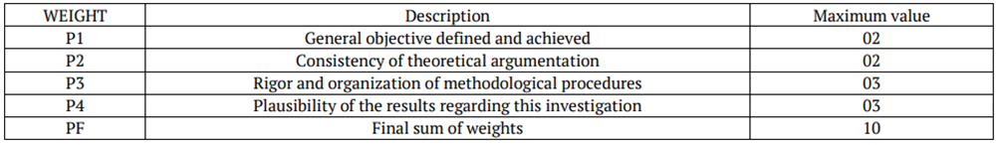 WEIGHT Description Maximum value
P1 General objective defined and achieved 02
P2 Consistency of theoretical argumentation 02
P3 Rigor and organization of methodological procedures 03
P4 Plausibility of the results regarding this investigation 03
PF Final sum of weights 10